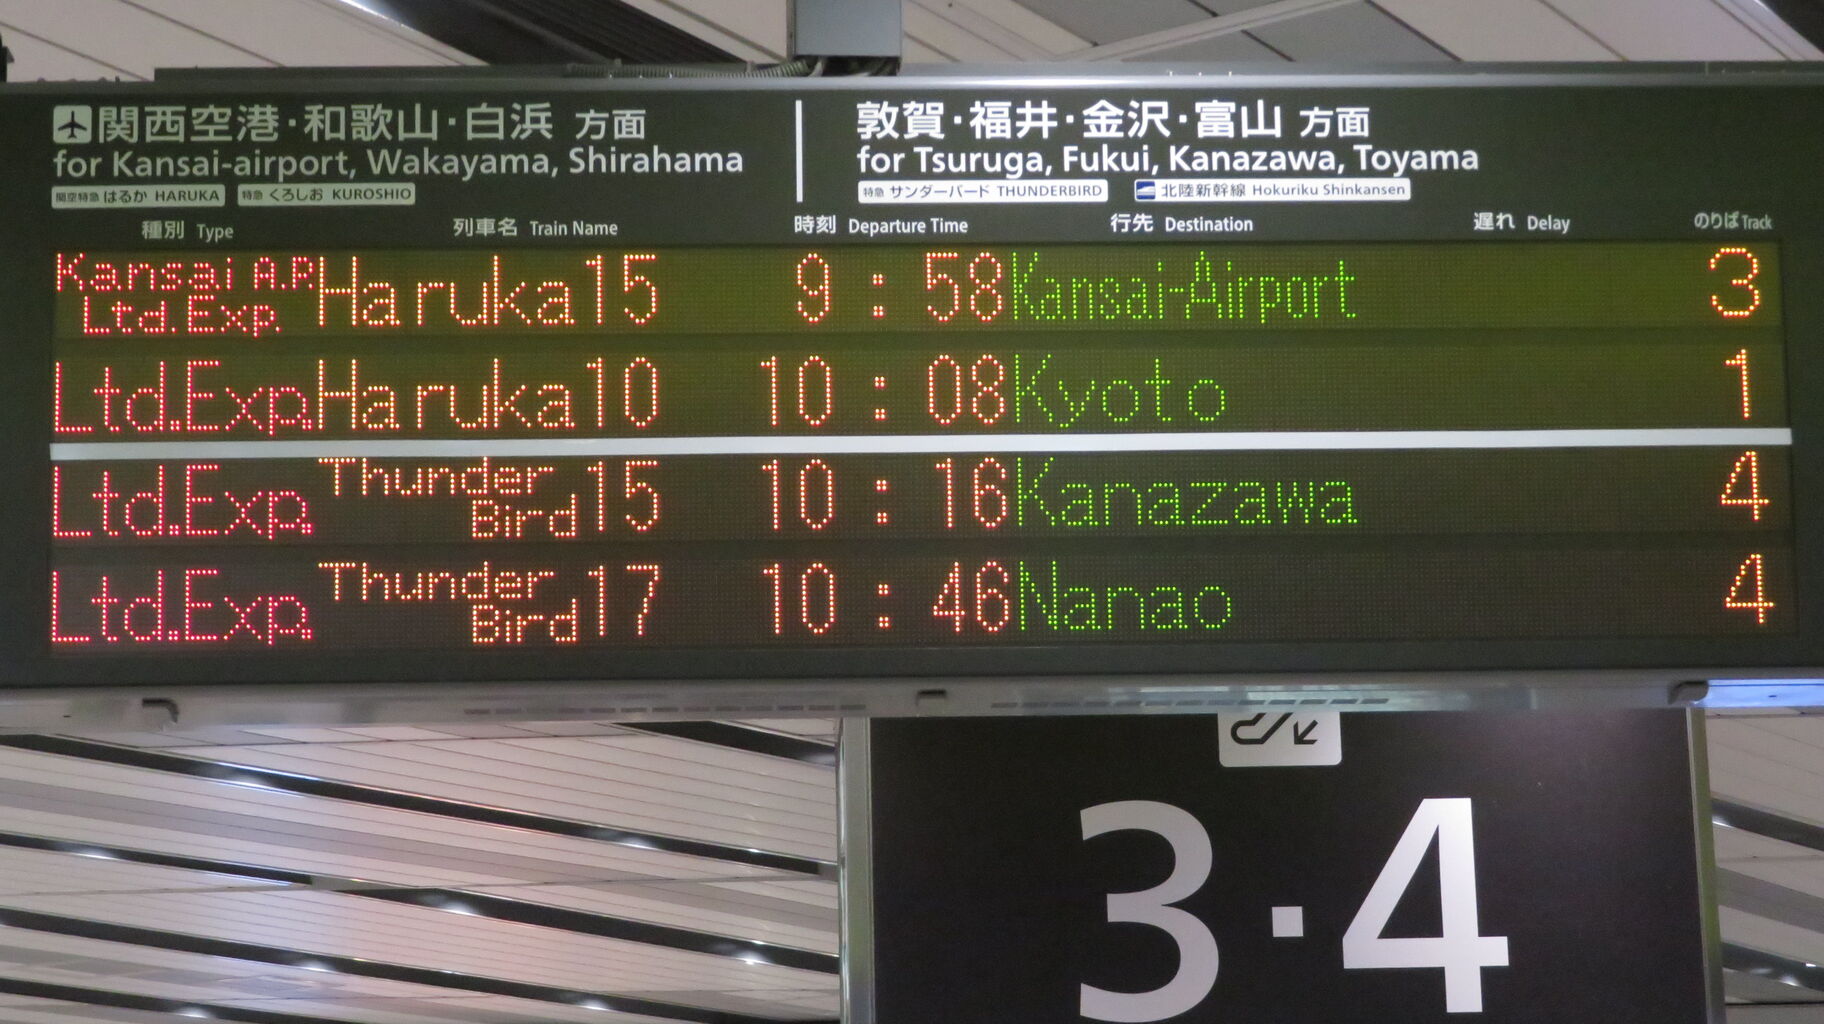 関西空港・和歌山・白浜 方面
for Kansai-airport, Wakayama, Shirahama
関空特急 はるか HARUKA 特急 くろしお KUROSHIO
敦賀・福井・金沢・富山 方面
for Tsuruga, Fukui, Kanazawa, Toyama
特急 サンダーバード THUNDERBIRD 北陸新幹線 Hokuriku Shinkansen
種別 Type 列車名 Train Name 時刻 Departure Time 行先 Destination 遅れ Delay のりば Track
Kansai A.P. Ltd.Exp. Haruka 15 9:58 Kansai-Airport 3
Ltd.Exp. Haruka 10 10:08 Kyoto 1
Ltd.Exp. Thunder Bird 15 10:16 Kanazawa 4
Ltd.Exp. Thunder Bird 17 10:46 Nanao 4
3・4